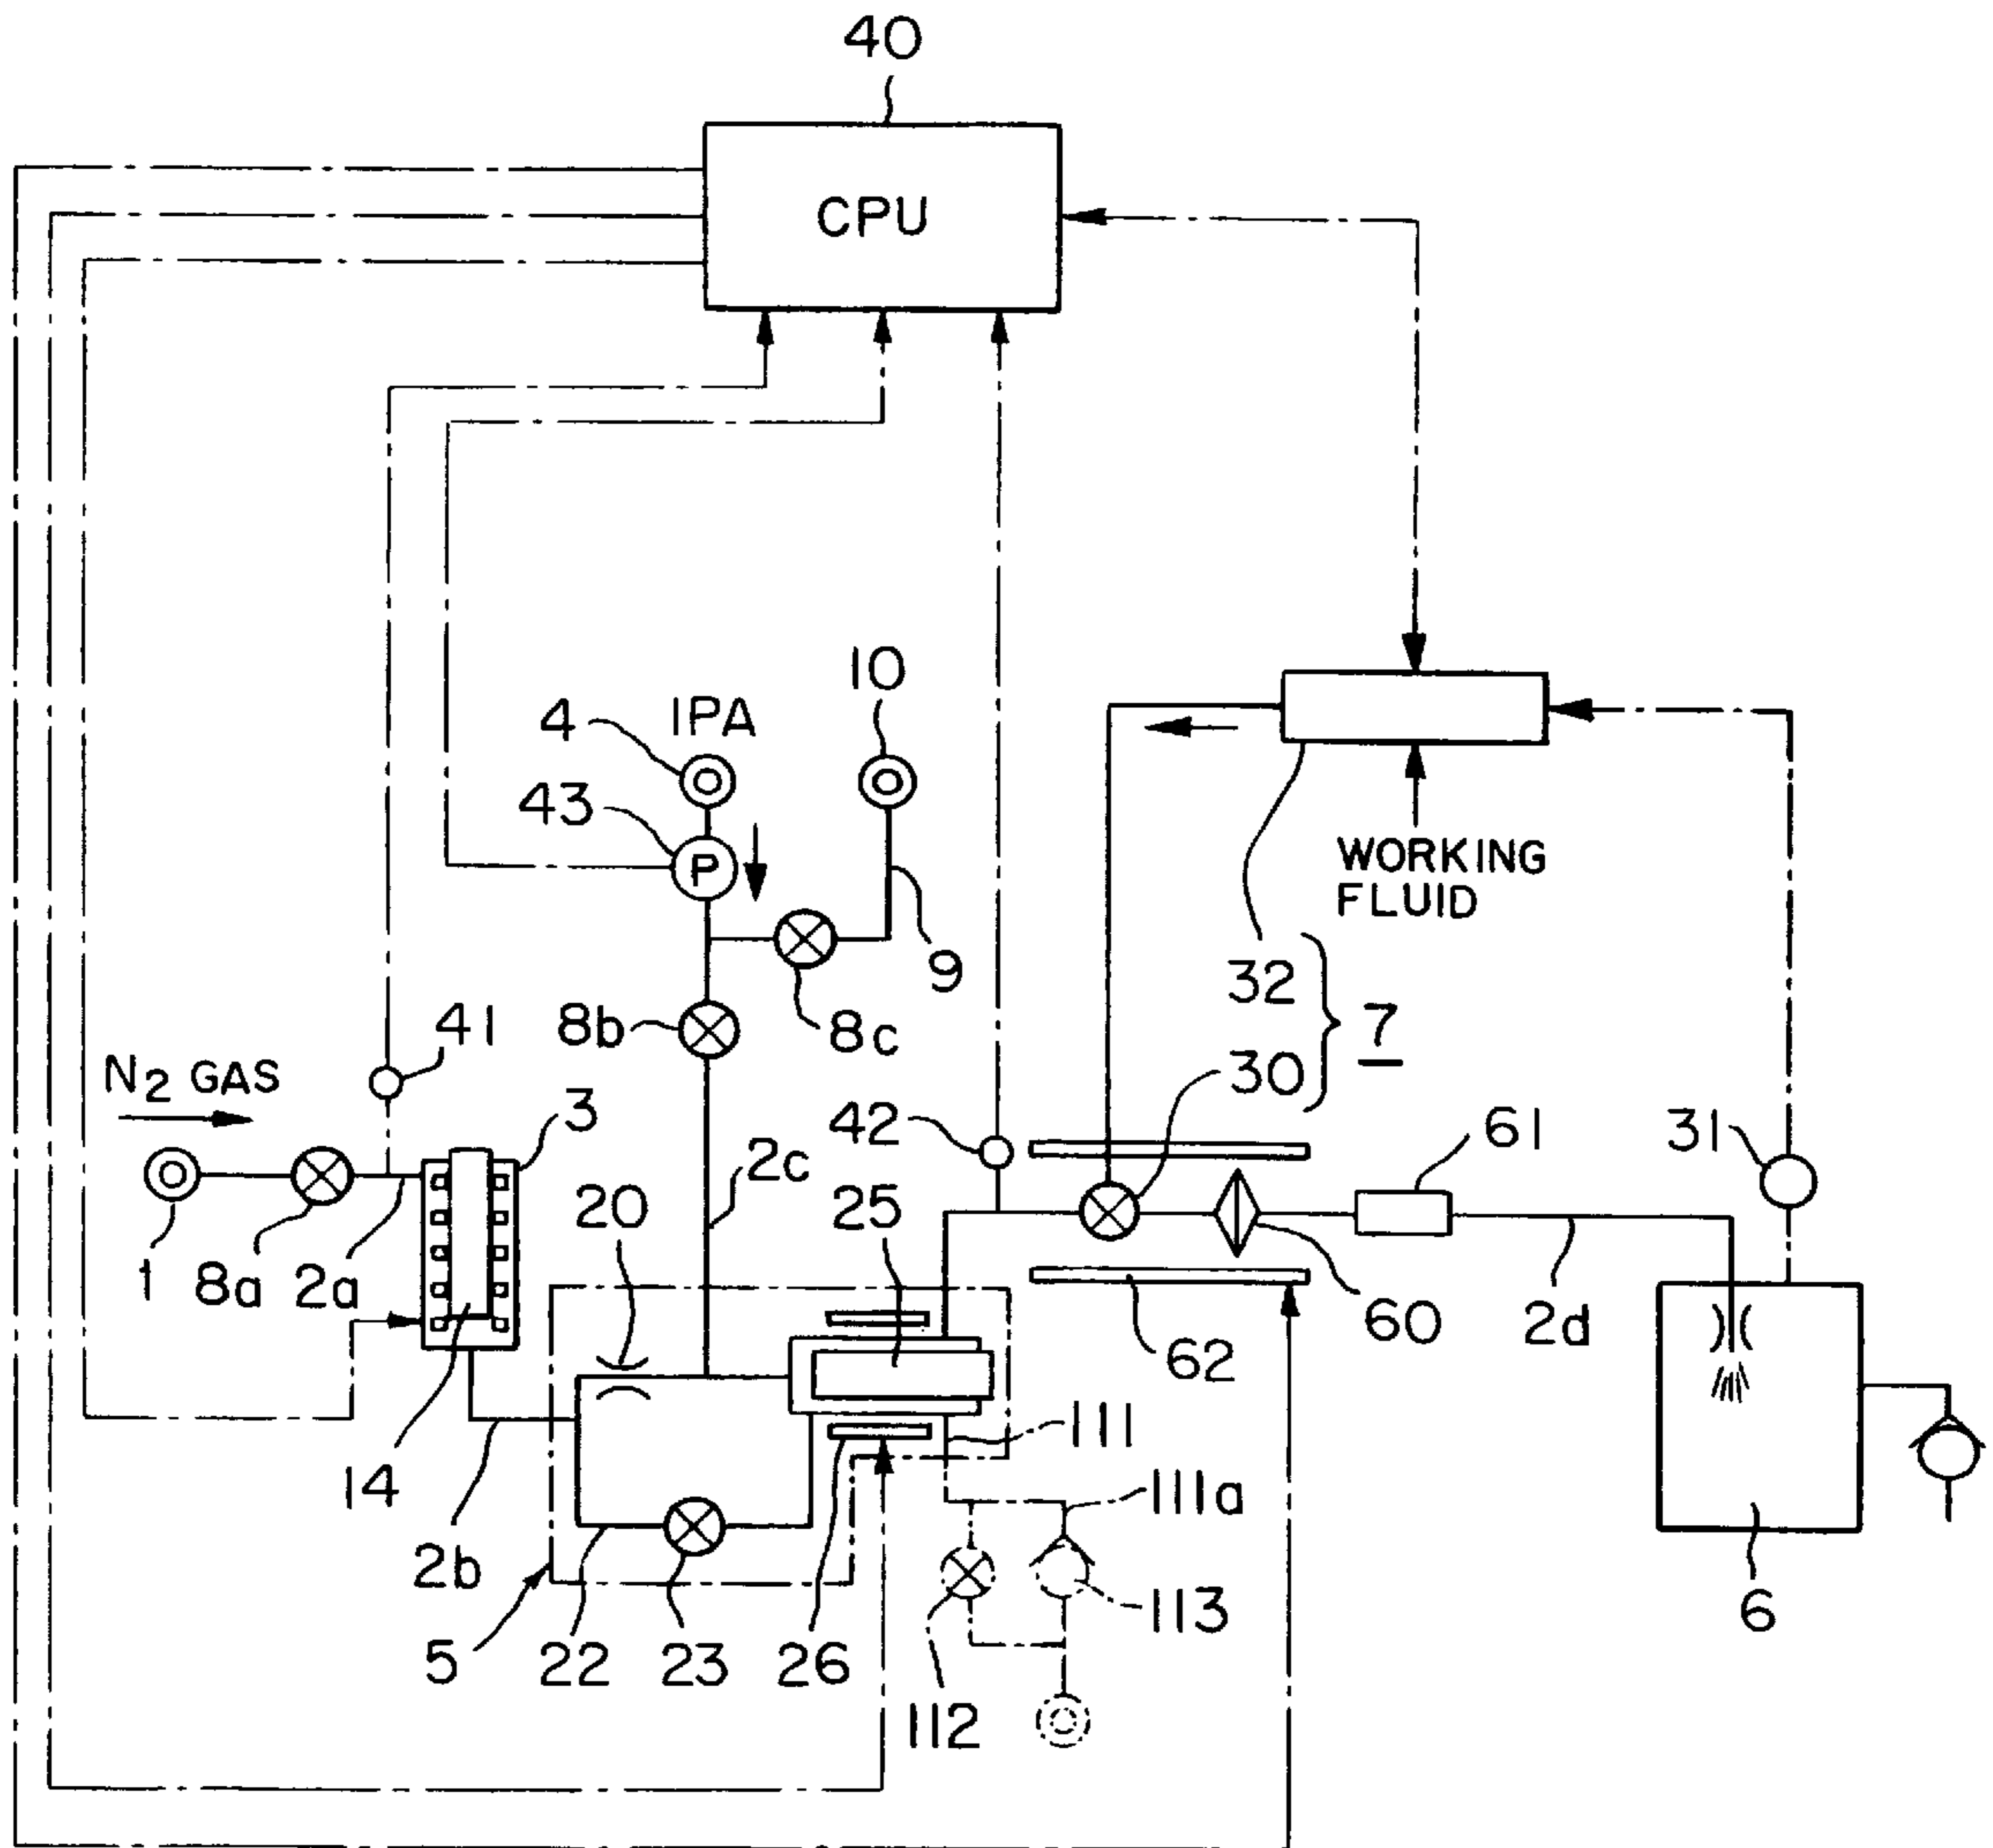 40
CPU
10
4 IPA
43
P
WORKING
FLUID
9
32
8b 8c 7
41
30
N2 GAS
3 42 61 31
2c
20 25
1 8a 2a
60 2d
62
111
14
111a
2b
113
6
5 22 23 26
112